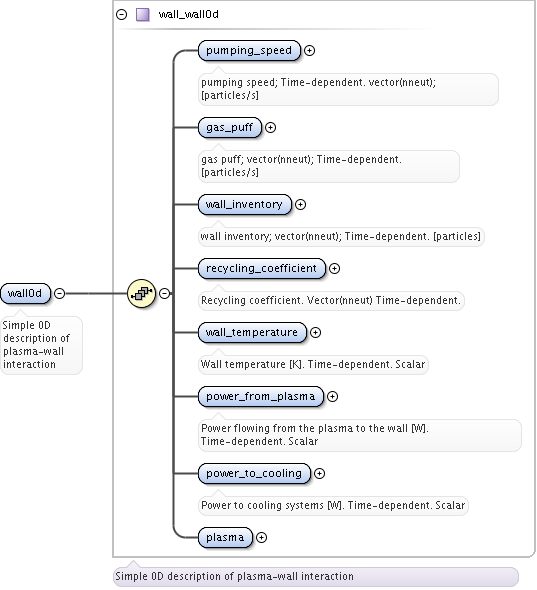 wall_wall0d
pumping_speed
pumping speed; Time-dependent. vector(nneut);
[particles/s]
gas_puff
gas puff; vector(nneut); Time-dependent.
[particles/s]
wall_inventory
wall inventory; vector(nneut); Time-dependent. [particles]
recycling_coefficient
Recycling coefficient. Vector(nneut) Time-dependent.
wall0d
Simple 0D
description of
plasma-wall
interaction
wall_temperature
Wall temperature [K]. Time-dependent. Scalar
power_from_plasma
Power flowing from the plasma to the wall [W].
Time-dependent. Scalar
power_to_cooling
Power to cooling systems [W]. Time-dependent. Scalar
plasma
Simple 0D description of plasma-wall interaction